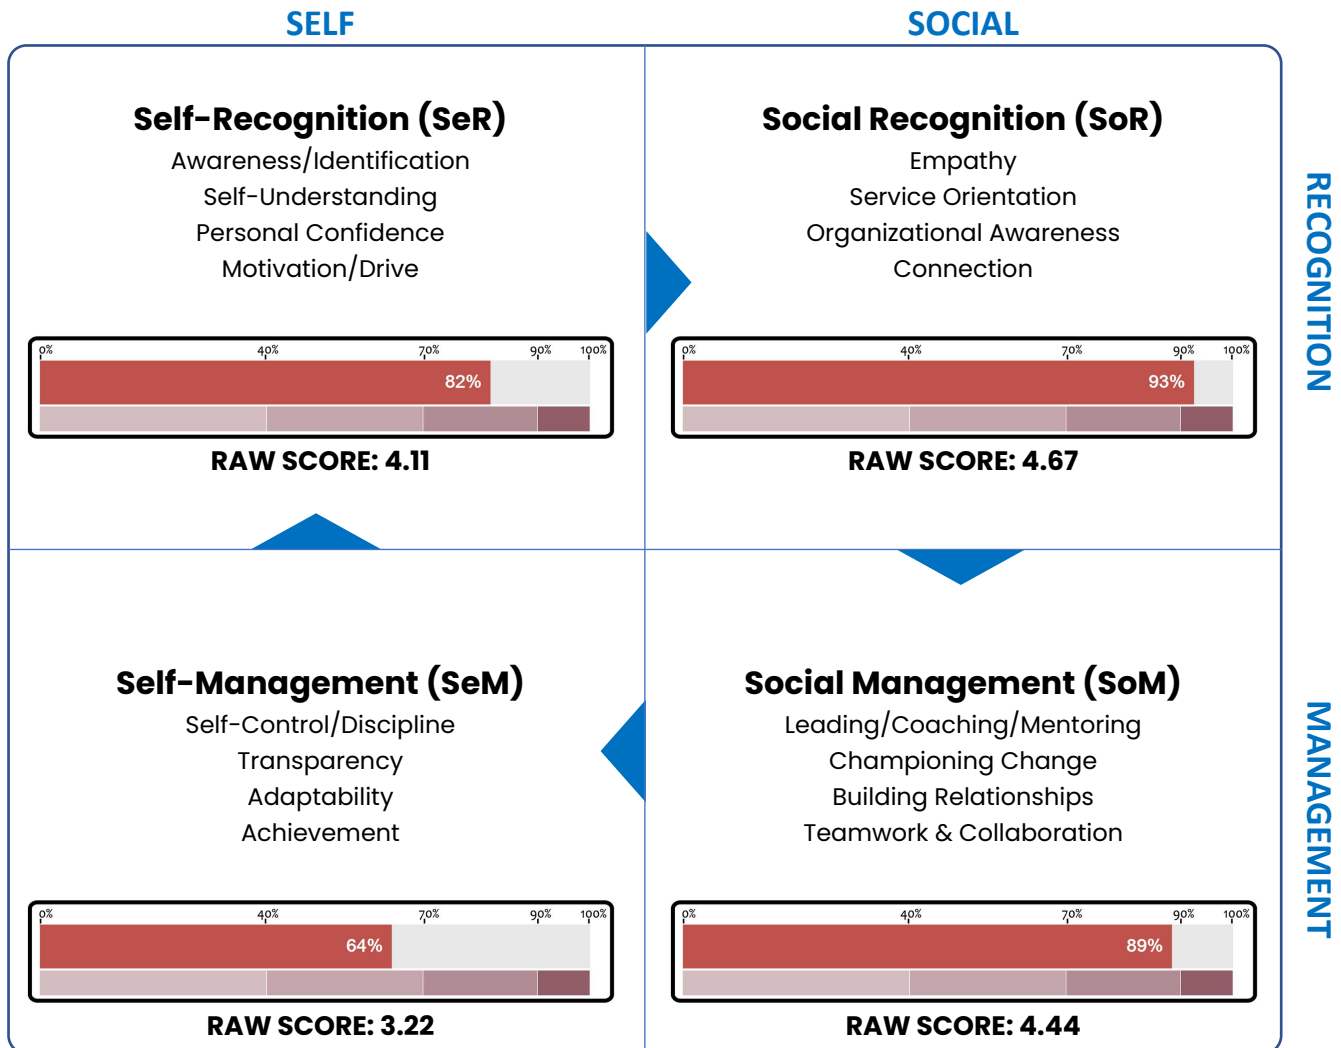 SELF
SOCIAL
Self-Recognition (SeR)
Awareness/Identification
Self-Understanding
Personal Confidence
Motivation/Drive
0% 40% 70% 90% 100%
82%
RAW SCORE: 4.11
Social Recognition (SoR)
Empathy
Service Orientation
Organizational Awareness
Connection
0% 40% 70% 90% 100%
93%
RAW SCORE: 4.67
RECOGNITION
Self-Management (SeM)
Self-Control/Discipline
Transparency
Adaptability
Achievement
0% 40% 70% 90% 100%
64%
RAW SCORE: 3.22
Social Management (SoM)
Leading/Coaching/Mentoring
Championing Change
Building Relationships
Teamwork & Collaboration
0% 40% 70% 90% 100%
89%
RAW SCORE: 4.44
MANAGEMENT